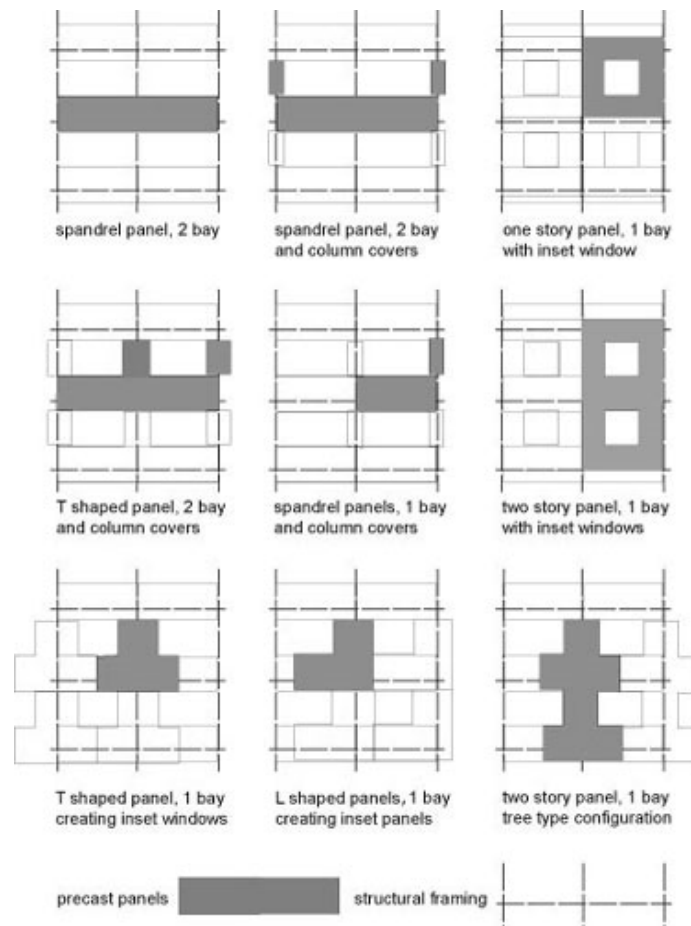 spandrel panel, 2 bay
spandrel panel, 2 bay
and column covers
one story panel, 1 bay
with inset window
T shaped panel, 2 bay
and column covers
spandrel panels, 1 bay
and column covers
two story panel, 1 bay
with inset windows
T shaped panel, 1 bay
creating inset windows
L shaped panels, 1 bay
creating inset panels
two story panel, 1 bay
tree type configuration
precast panels
structural framing